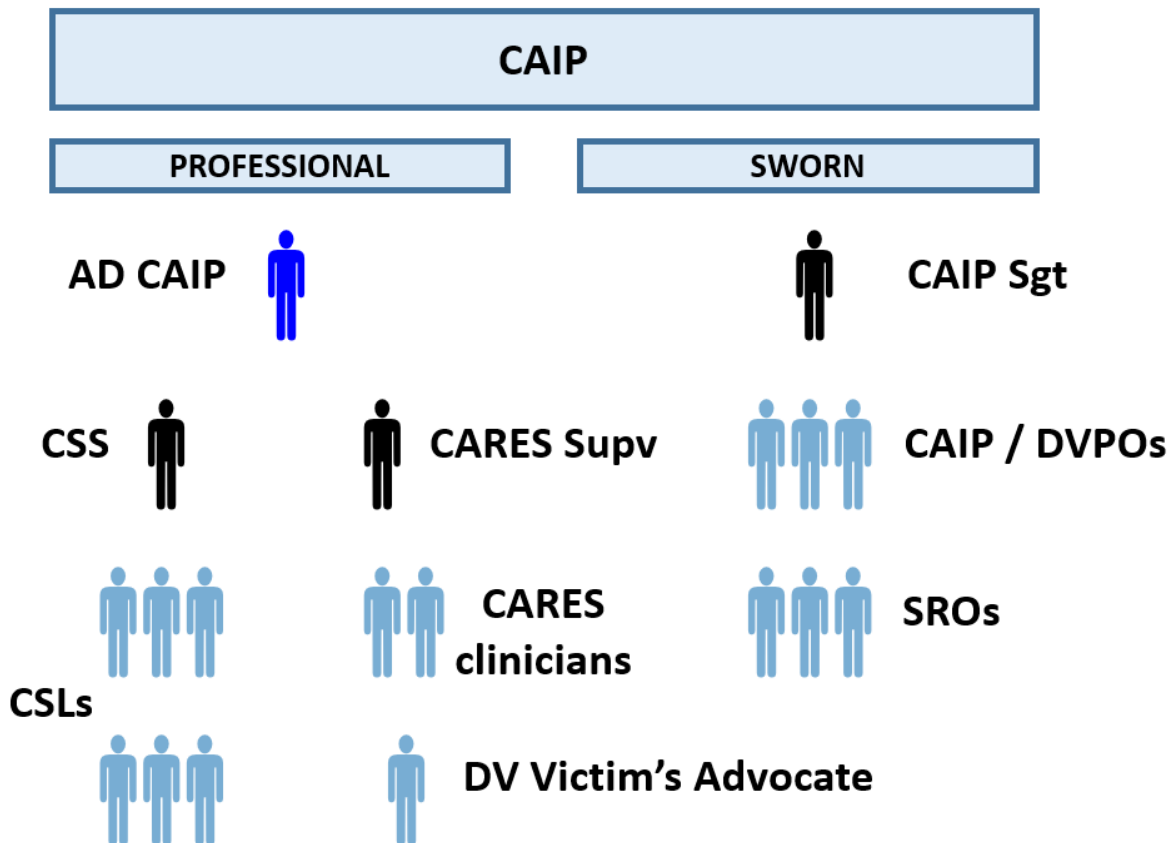 CAIP
PROFESSIONAL
SWORN
AD CAIP
CAIP Sgt
CSS
CARES Supv
CAIP / DVPOs
CARES
clinicians
SROs
CSLs
DV Victim’s Advocate